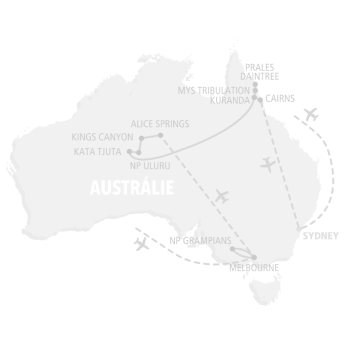 PRALES
DAINTREE
MYS TRIBULATION
KURANDA
CAIRNS
ALICE SPRINGS
KINGS CANYON
KATA TJUTA
NP ULURU
AUSTRÁLIE
NP GRAMPIANS
SYDNEY
MELBOURNE